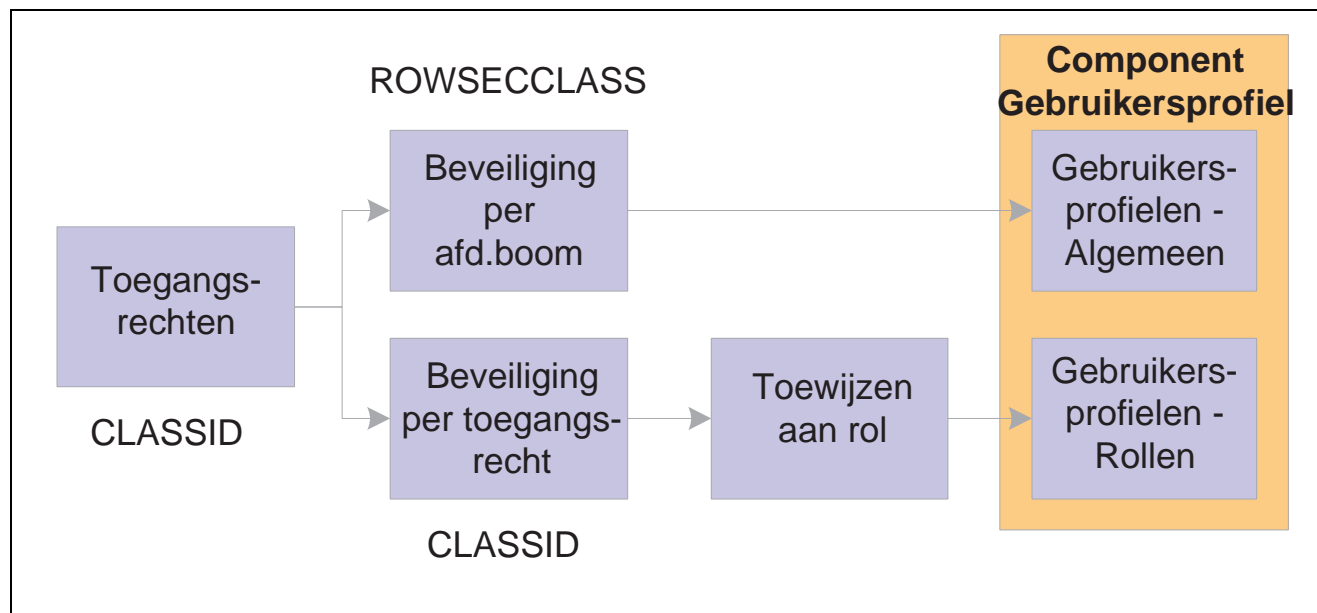 ROWSECCLASS
Component
Gebruikersprofiel
Beveiliging
per
afd.boom
Gebruikers-
profielen -
Algemeen
Toegangs-
rechten
CLASSID
Beveiliging
per toegangs-
recht
CLASSID
Toewijzen
aan rol
Gebruikers-
profielen -
Rollen